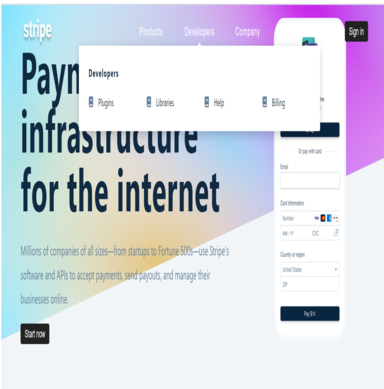 stripe
Products Developers Company Sign in
Developers
Plugins Libraries Help Billing
infrastructure
for the internet
Millions of companies of all sizes—from startups to Fortune 500s—use Stripe's
software and APIs to accept payments, send payouts, and manage their
businesses online.
Start now
Or pay with card
Email
Card Information
Number VISA
MM / YY CVC
Country or region
United States
ZIP
Pay $14